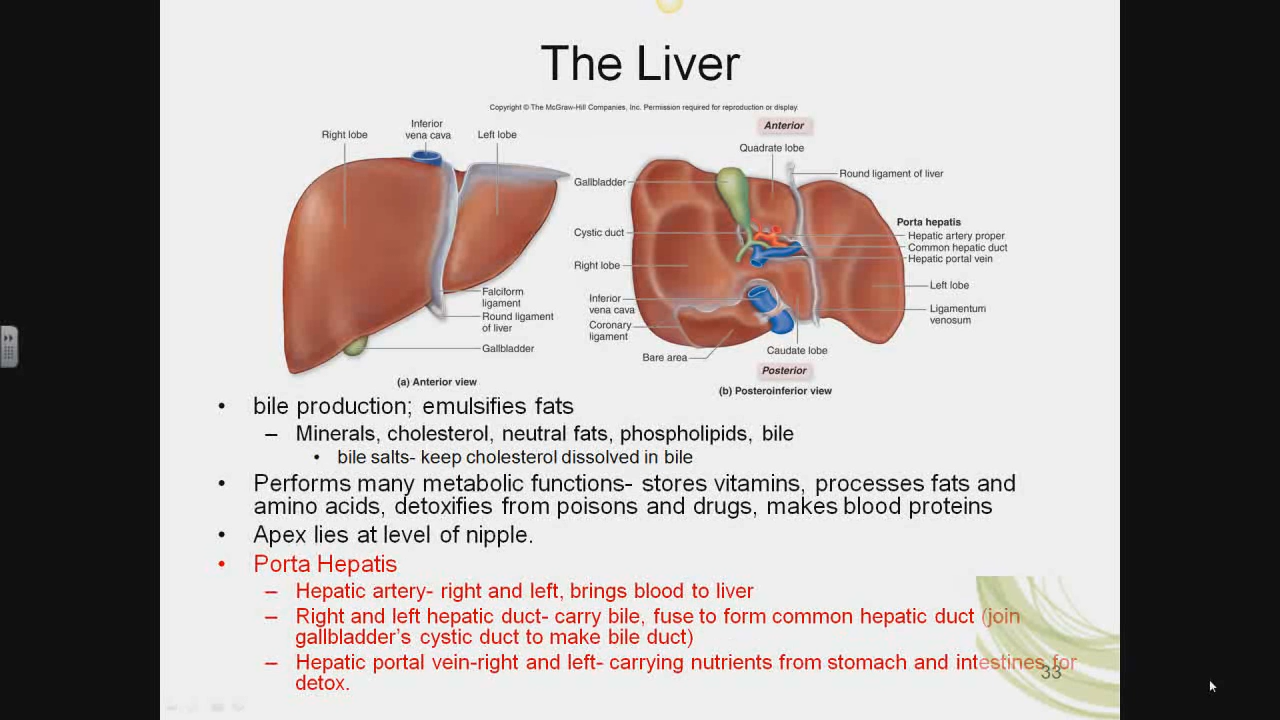 The Liver
Copyright © The McGraw-Hill Companies, Inc. Permission required for reproduction or display.
Right lobe
Inferior
vena cava
Left lobe
Falciform
ligament
Round ligament
of liver
Gallbladder
(a) Anterior view
Anterior
Quadrate lobe
Gallbladder
Round ligament of liver
Cystic duct
Porta hepatis
Hepatic artery proper
Common hepatic duct
Hepatic portal vein
Right lobe
Left lobe
Inferior
vena cava
Ligamentum
venosum
Coronary
ligament
Bare area
Caudate lobe
Posterior
(b) Posteroinferior view
• bile production; emulsifies fats
– Minerals, cholesterol, neutral fats, phospholipids, bile
• bile salts- keep cholesterol dissolved in bile
• Performs many metabolic functions- stores vitamins, processes fats and
amino acids, detoxifies from poisons and drugs, makes blood proteins
• Apex lies at level of nipple.
• Porta Hepatis
– Hepatic artery- right and left, brings blood to liver
– Right and left hepatic duct- carry bile, fuse to form common hepatic duct (join
gallbladder's cystic duct to make bile duct)
– Hepatic portal vein-right and left- carrying nutrients from stomach and intestines for
detox.
33